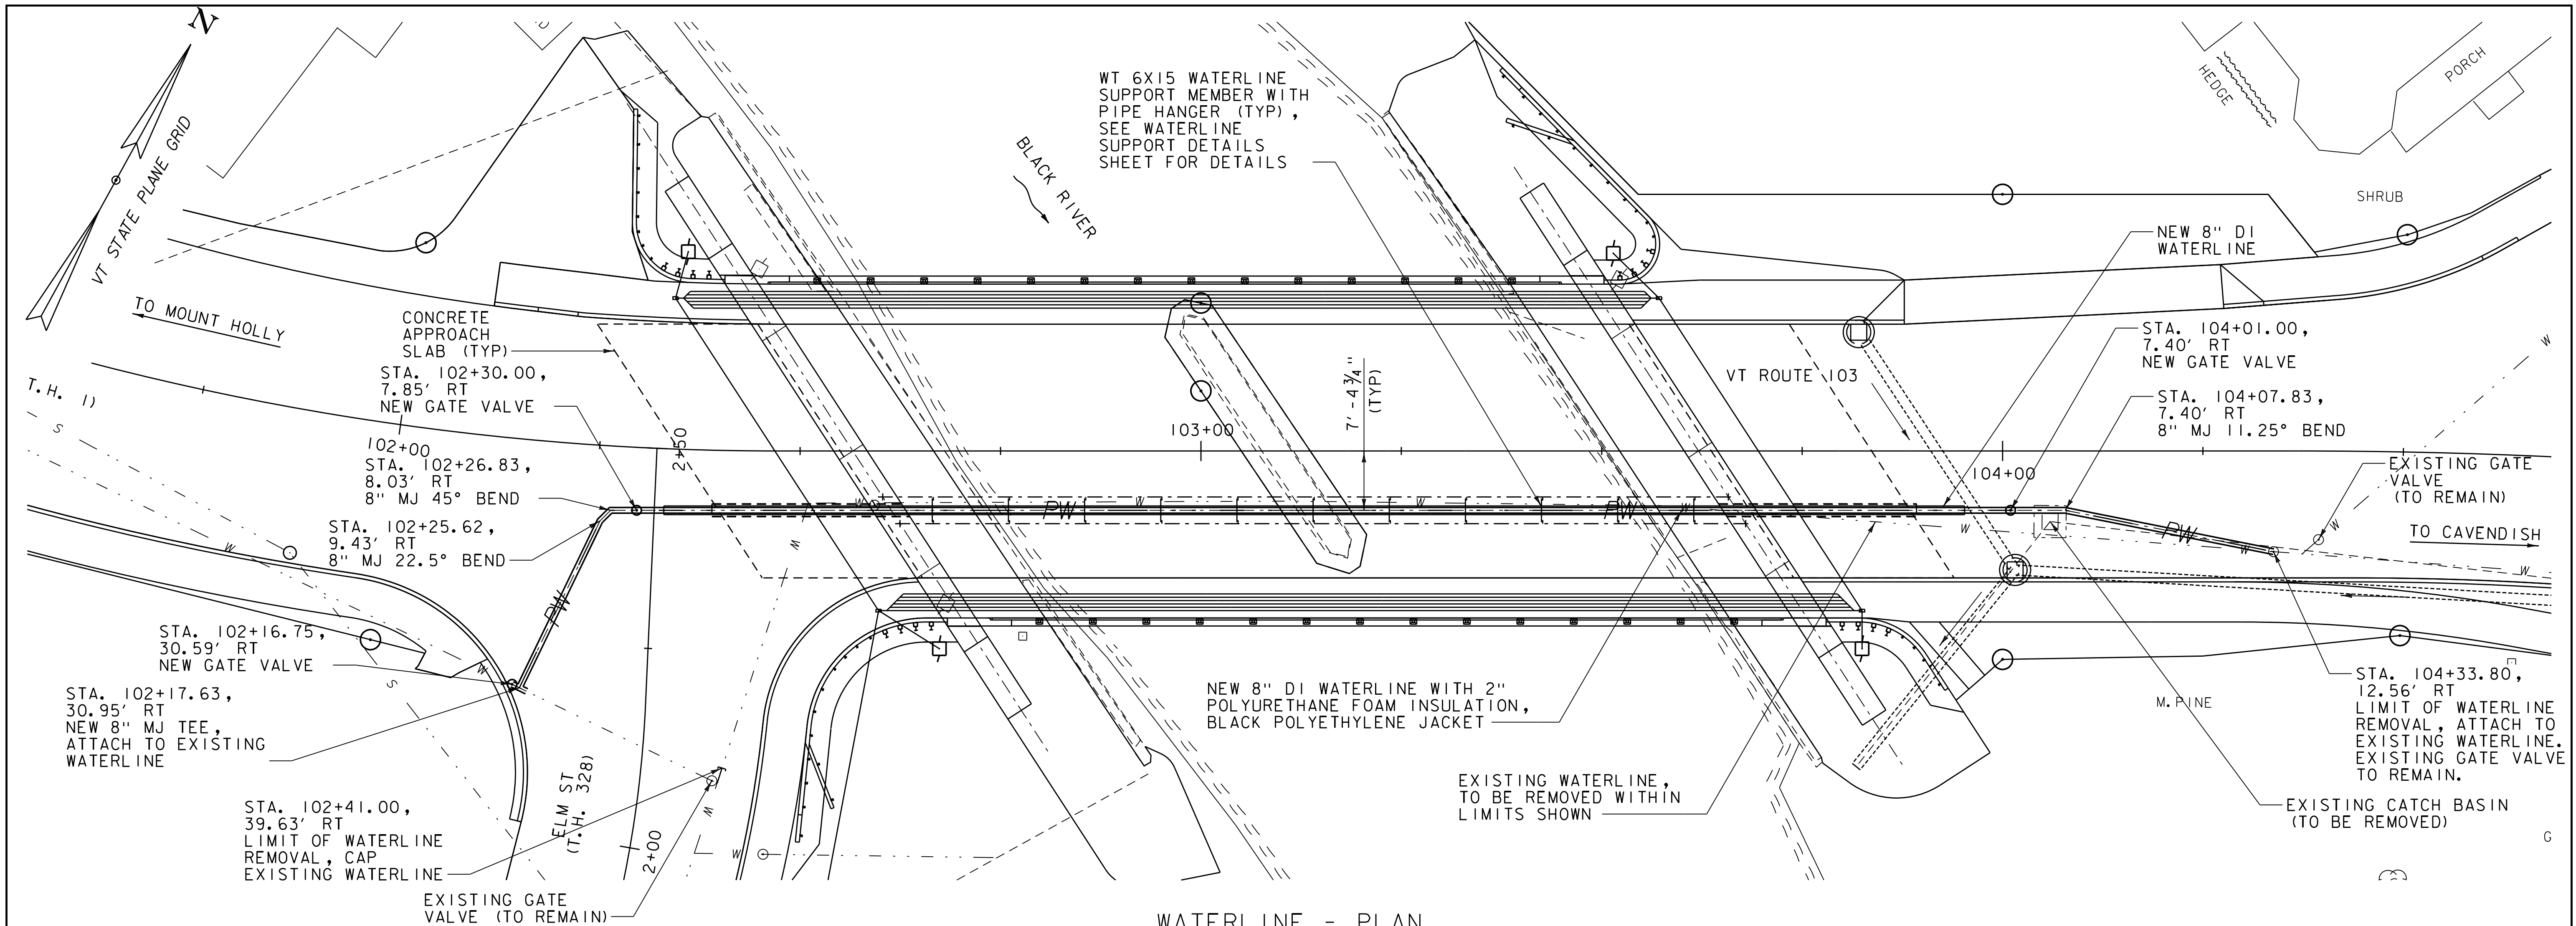 N
VT STATE PLANE GRID
TO MOUNT HOLLY
T.H. 1)
S
W
CONCRETE
APPROACH
SLAB (TYP)
STA. 102+30.00,
7.85' RT
NEW GATE VALVE
102+00
STA. 102+26.83,
8.03' RT
8" MJ 45° BEND
STA. 102+25.62,
9.43' RT
8" MJ 22.5° BEND
STA. 102+16.75,
30.59' RT
NEW GATE VALVE
STA. 102+17.63,
30.95' RT
NEW 8" MJ TEE,
ATTACH TO EXISTING
WATERLINE
STA. 102+41.00,
39.63' RT
LIMIT OF WATERLINE
REMOVAL, CAP
EXISTING WATERLINE
EXISTING GATE
VALVE (TO REMAIN)
ELM ST
(T.H. 328)
2+00
2+50
W
W
S
PW
W
W
W
BLACK RIVER
WT 6X15 WATERLINE
SUPPORT MEMBER WITH
PIPE HANGER (TYP),
SEE WATERLINE
SUPPORT DETAILS
SHEET FOR DETAILS
103+00
7'-4 3/4"
(TYP)
W
PW
W
W
PW
W
NEW 8" DI WATERLINE WITH 2"
POLYURETHANE FOAM INSULATION,
BLACK POLYETHYLENE JACKET
EXISTING WATERLINE,
TO BE REMOVED WITHIN
LIMITS SHOWN
VT ROUTE 103
104+00
HEDGE
PORCH
SHRUB
NEW 8" DI
WATERLINE
STA. 104+01.00,
7.40' RT
NEW GATE VALVE
STA. 104+07.83,
7.40' RT
8" MJ 11.25° BEND
W
EXISTING GATE
VALVE
(TO REMAIN)
W
W
PW
W
W
TO CAVENDISH
M.PINE
STA. 104+33.80,
12.56' RT
LIMIT OF WATERLINE
REMOVAL, ATTACH TO
EXISTING WATERLINE.
EXISTING GATE VALVE
TO REMAIN.
EXISTING CATCH BASIN
(TO BE REMOVED)
G
WATERLINE - PLAN